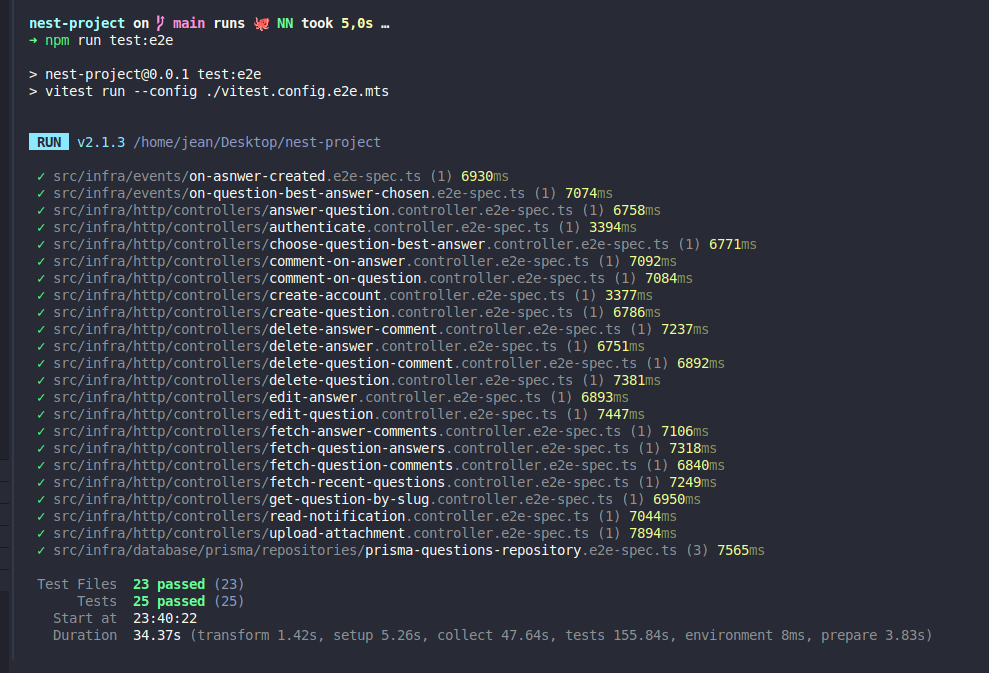 nest-project on main runs 🐙 NN took 5,0s …
➜ npm run test:e2e
> nest-project@0.0.1 test:e2e
> vitest run --config ./vitest.config.e2e.mts
RUN v2.1.3 /home/jean/Desktop/nest-project
✓ src/infra/events/on-asnwer-created.e2e-spec.ts (1) 6930ms
✓ src/infra/events/on-question-best-answer-chosen.e2e-spec.ts (1) 7074ms
✓ src/infra/http/controllers/answer-question.controller.e2e-spec.ts (1) 6758ms
✓ src/infra/http/controllers/authenticate.controller.e2e-spec.ts (1) 3394ms
✓ src/infra/http/controllers/choose-question-best-answer.controller.e2e-spec.ts (1) 6771ms
✓ src/infra/http/controllers/comment-on-answer.controller.e2e-spec.ts (1) 7092ms
✓ src/infra/http/controllers/comment-on-question.controller.e2e-spec.ts (1) 7084ms
✓ src/infra/http/controllers/create-account.controller.e2e-spec.ts (1) 3377ms
✓ src/infra/http/controllers/create-question.controller.e2e-spec.ts (1) 6786ms
✓ src/infra/http/controllers/delete-answer-comment.controller.e2e-spec.ts (1) 7237ms
✓ src/infra/http/controllers/delete-answer.controller.e2e-spec.ts (1) 6751ms
✓ src/infra/http/controllers/delete-question-comment.controller.e2e-spec.ts (1) 6892ms
✓ src/infra/http/controllers/delete-question.controller.e2e-spec.ts (1) 7381ms
✓ src/infra/http/controllers/edit-answer.controller.e2e-spec.ts (1) 6893ms
✓ src/infra/http/controllers/edit-question.controller.e2e-spec.ts (1) 7447ms
✓ src/infra/http/controllers/fetch-answer-comments.controller.e2e-spec.ts (1) 7106ms
✓ src/infra/http/controllers/fetch-question-answers.controller.e2e-spec.ts (1) 7318ms
✓ src/infra/http/controllers/fetch-question-comments.controller.e2e-spec.ts (1) 6840ms
✓ src/infra/http/controllers/fetch-recent-questions.controller.e2e-spec.ts (1) 7249ms
✓ src/infra/http/controllers/get-question-by-slug.controller.e2e-spec.ts (1) 6950ms
✓ src/infra/http/controllers/read-notification.controller.e2e-spec.ts (1) 7044ms
✓ src/infra/http/controllers/upload-attachment.controller.e2e-spec.ts (1) 7894ms
✓ src/infra/database/prisma/repositories/prisma-questions-repository.e2e-spec.ts (3) 7565ms
Test Files 23 passed (23)
Tests 25 passed (25)
Start at 23:40:22
Duration 34.37s (transform 1.42s, setup 5.26s, collect 47.64s, tests 155.84s, environment 8ms, prepare 3.83s)